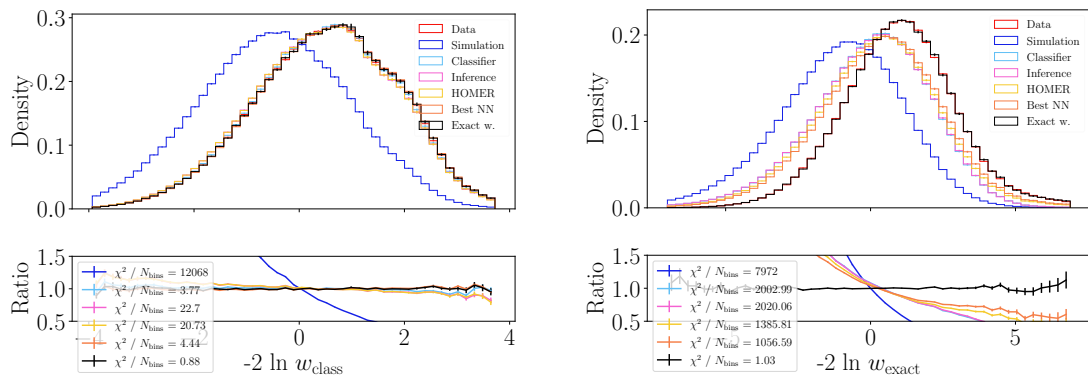 0.3
0.2
0.1
0.0
Density
Data
Simulation
Classifier
Inference
HOMER
Best NN
Exact w.
1.5
1.0
0.5
Ratio
χ² / N_bins = 12068
χ² / N_bins = 3.77
χ² / N_bins = 22.7
χ² / N_bins = 20.73
χ² / N_bins = 4.44
χ² / N_bins = 0.88
−4 −2 0 2 4
-2 ln w_class
0.2
0.1
0.0
Density
Data
Simulation
Classifier
Inference
HOMER
Best NN
Exact w.
1.5
1.0
0.5
Ratio
χ² / N_bins = 7972
χ² / N_bins = 2002.99
χ² / N_bins = 2020.06
χ² / N_bins = 1385.81
χ² / N_bins = 1056.59
χ² / N_bins = 1.03
−5 0 5
-2 ln w_exact